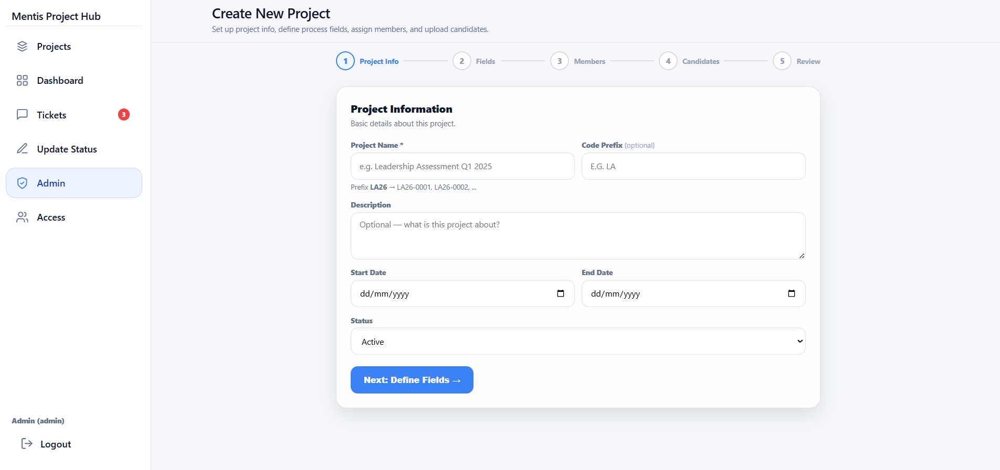 Mentis Project Hub
Projects
Dashboard
Tickets 3
Update Status
Admin
Access
Admin (admin)
Logout
Create New Project
Set up project info, define process fields, assign members, and upload candidates.
1 Project Info 2 Fields 3 Members 4 Candidates 5 Review
Project Information
Basic details about this project.
Project Name * Code Prefix (optional)
e.g. Leadership Assessment Q1 2025 E.G. LA
Prefix LA26 → LA26-0001, LA26-0002, ...
Description
Optional — what is this project about?
Start Date End Date
dd/mm/yyyy dd/mm/yyyy
Status
Active
Next: Define Fields →